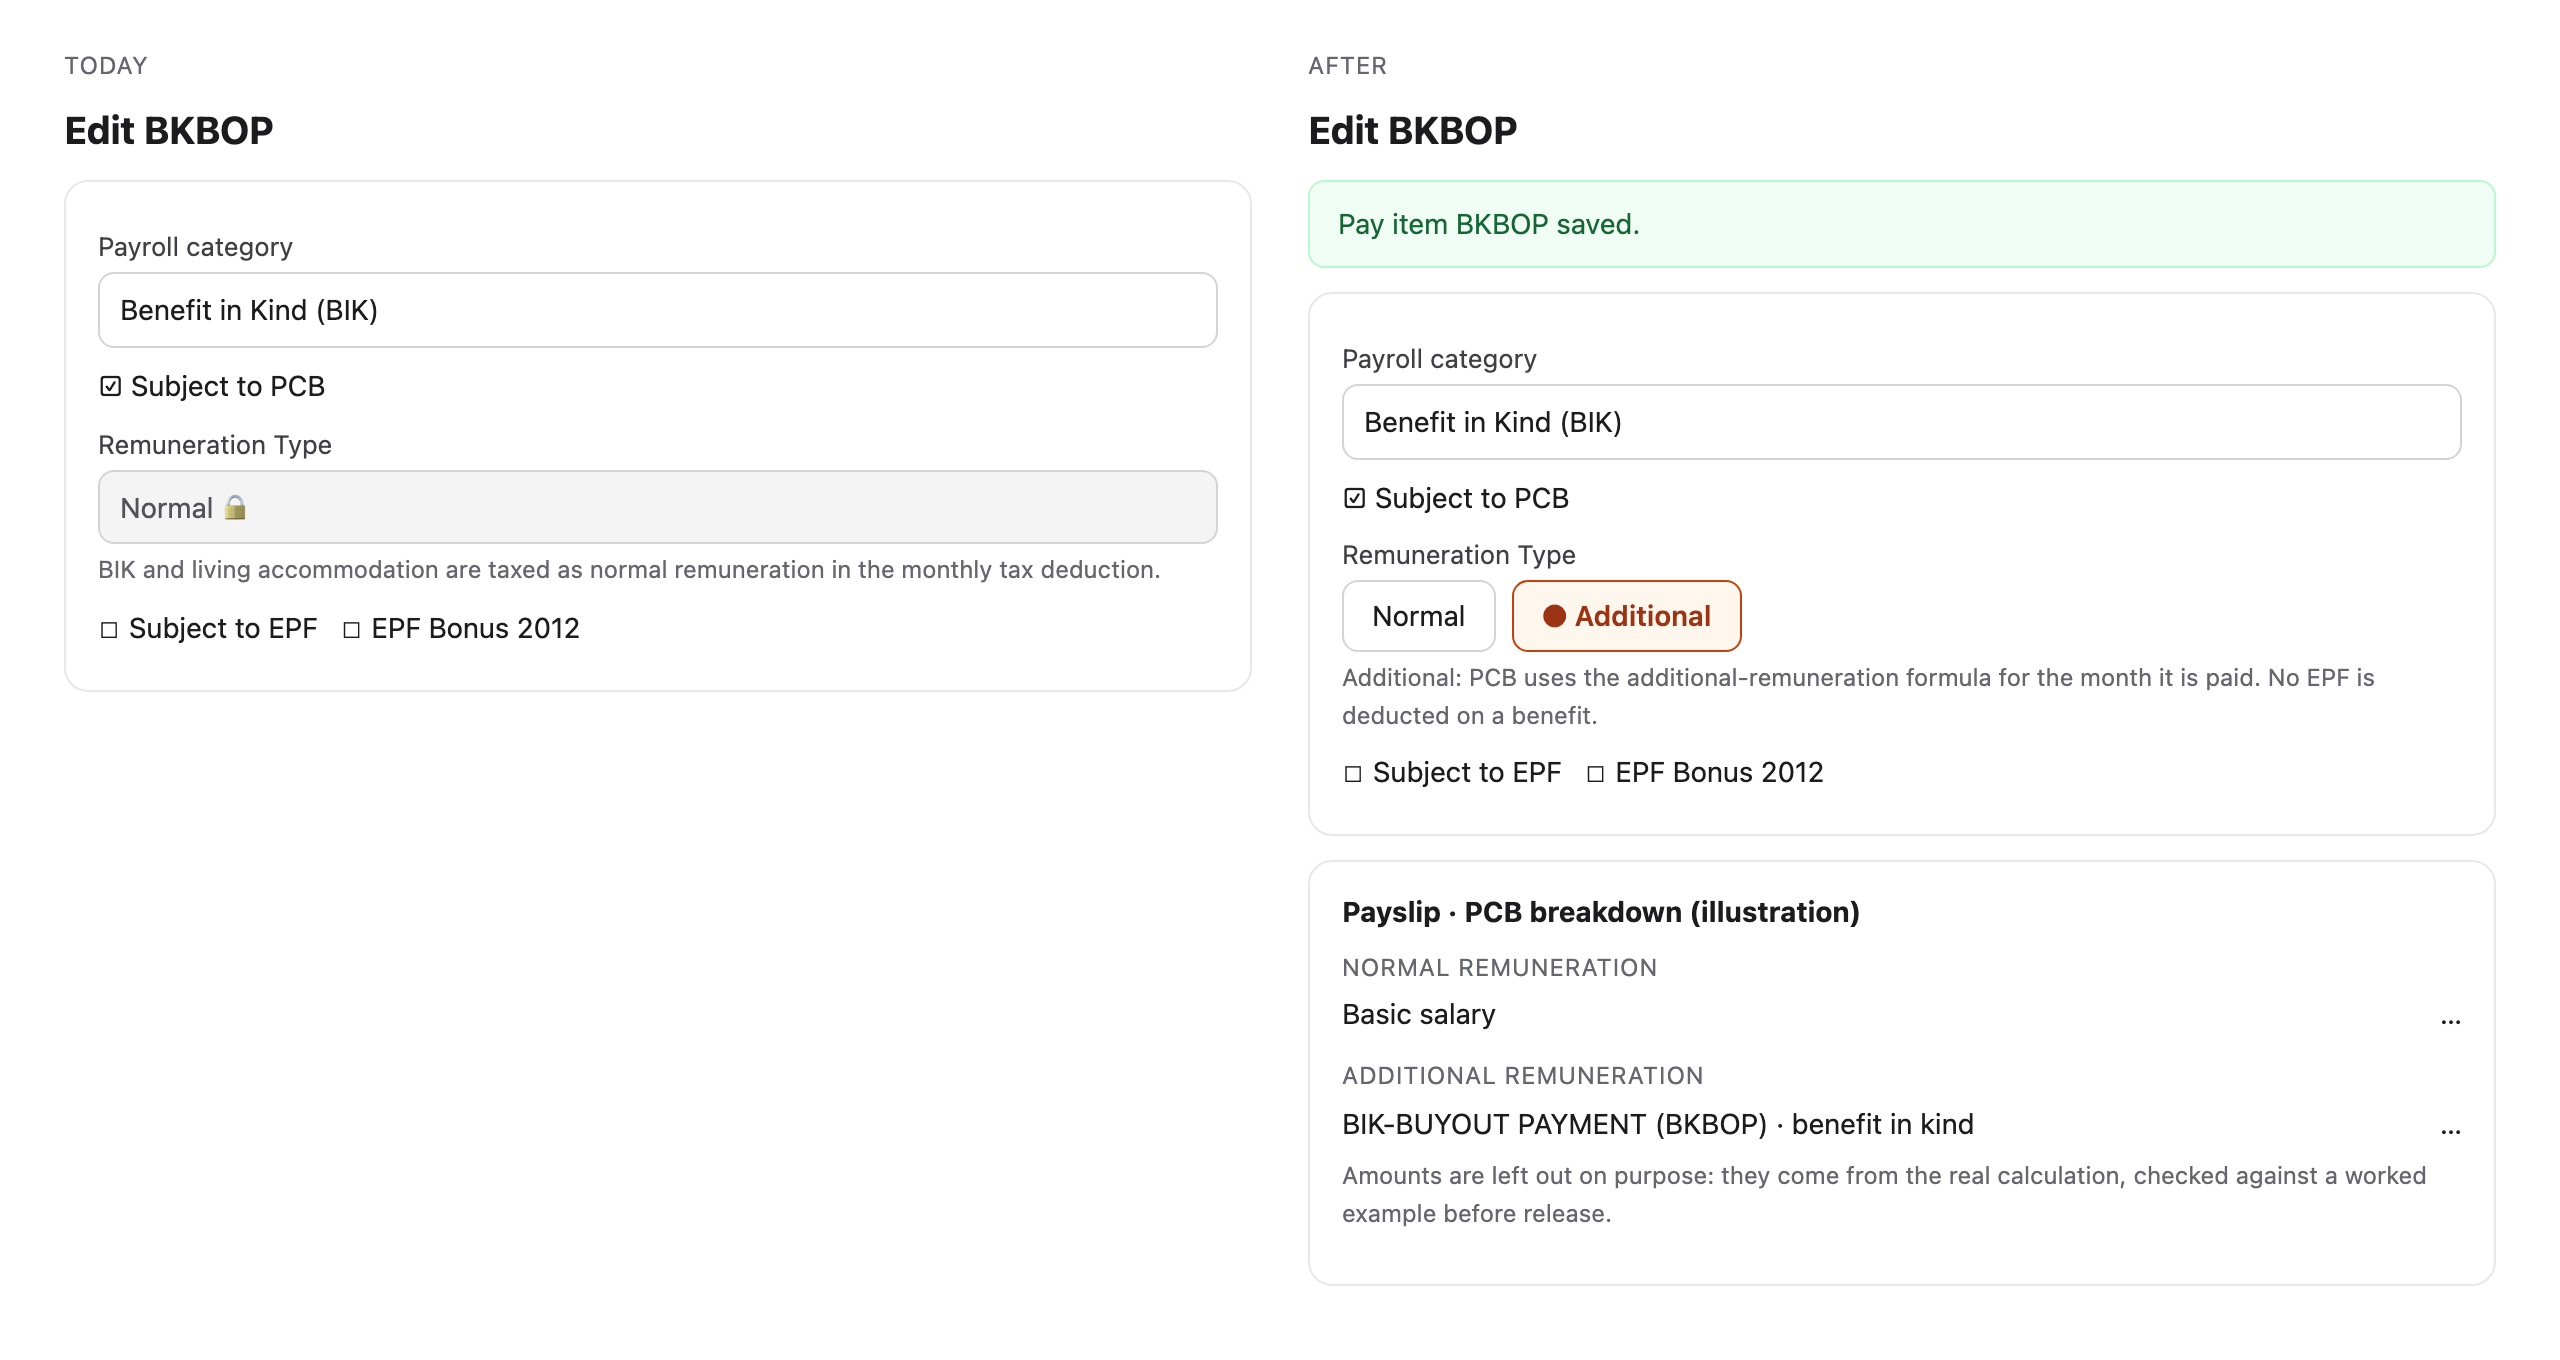 TODAY
Edit BKBOP
Payroll category
Benefit in Kind (BIK)
☑ Subject to PCB
Remuneration Type
Normal 🔒
BIK and living accommodation are taxed as normal remuneration in the monthly tax deduction.
☐ Subject to EPF ☐ EPF Bonus 2012
AFTER
Edit BKBOP
Pay item BKBOP saved.
Payroll category
Benefit in Kind (BIK)
☑ Subject to PCB
Remuneration Type
Normal ● Additional
Additional: PCB uses the additional-remuneration formula for the month it is paid. No EPF is
deducted on a benefit.
☐ Subject to EPF ☐ EPF Bonus 2012
Payslip · PCB breakdown (illustration)
NORMAL REMUNERATION
Basic salary ...
ADDITIONAL REMUNERATION
BIK-BUYOUT PAYMENT (BKBOP) · benefit in kind ...
Amounts are left out on purpose: they come from the real calculation, checked against a worked
example before release.